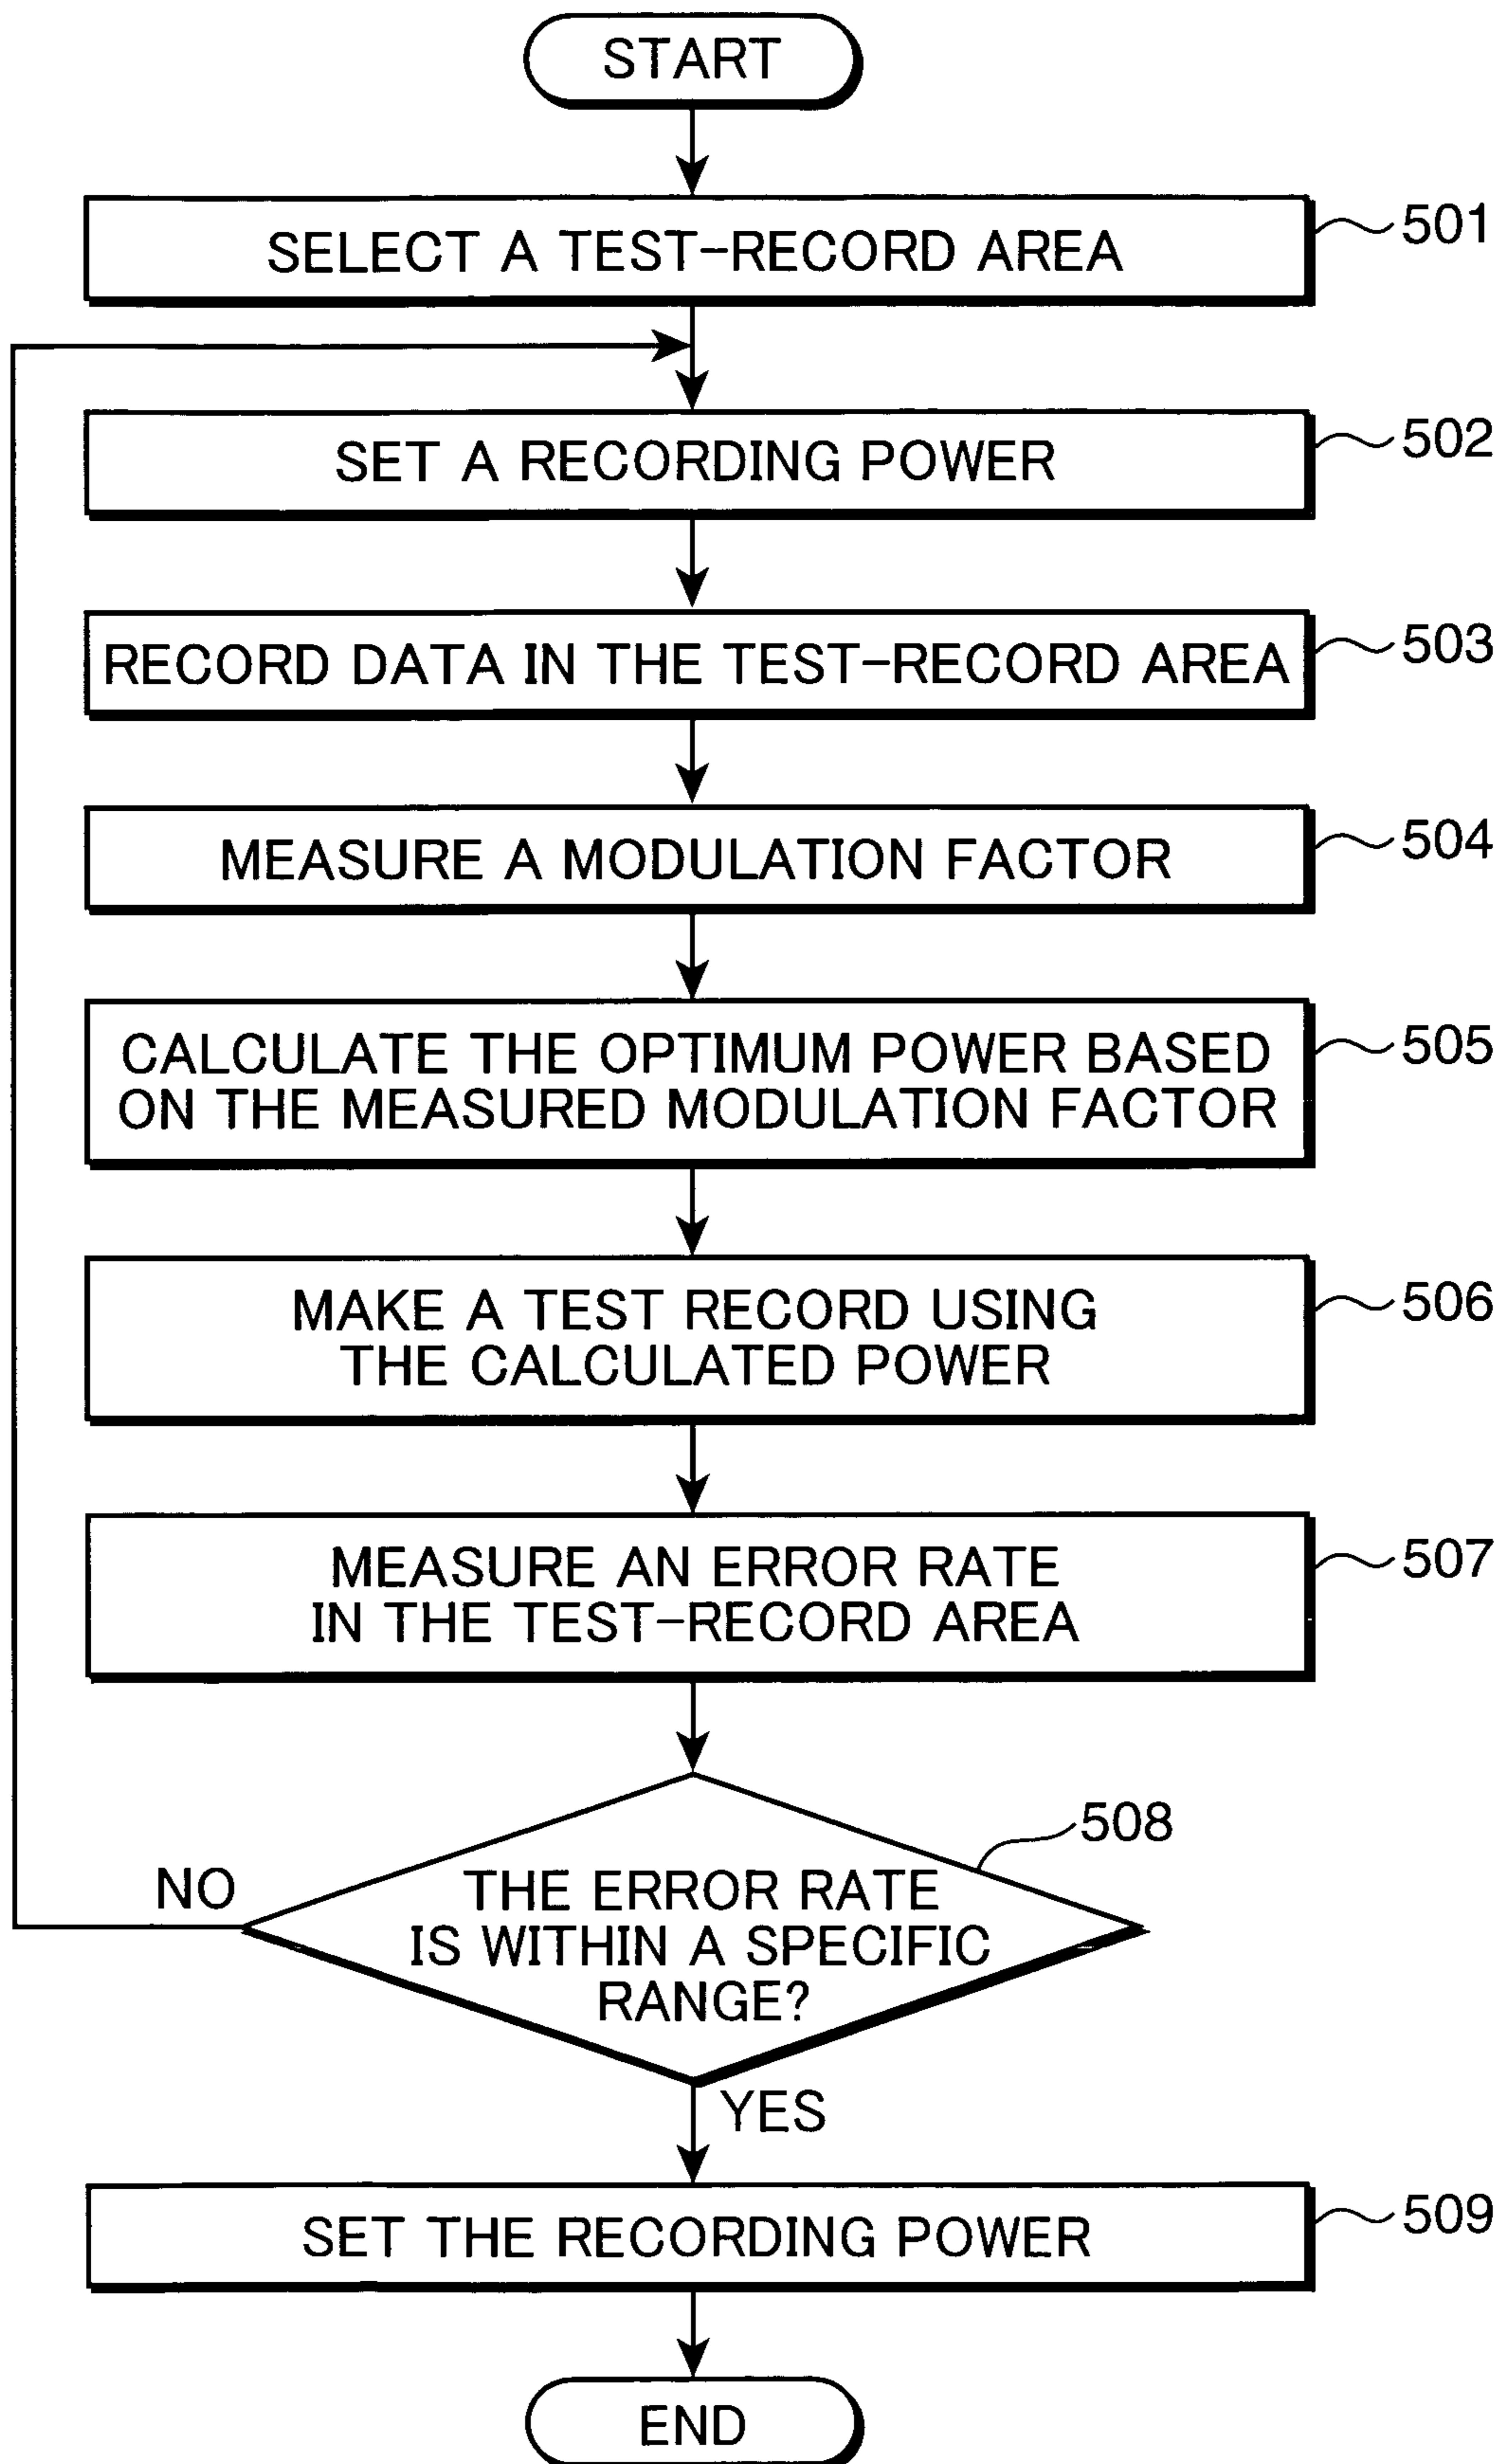 START
SELECT A TEST-RECORD AREA
501
SET A RECORDING POWER
502
RECORD DATA IN THE TEST-RECORD AREA
503
MEASURE A MODULATION FACTOR
504
CALCULATE THE OPTIMUM POWER BASED
ON THE MEASURED MODULATION FACTOR
505
MAKE A TEST RECORD USING
THE CALCULATED POWER
506
MEASURE AN ERROR RATE
IN THE TEST-RECORD AREA
507
508
NO
THE ERROR RATE
IS WITHIN A SPECIFIC
RANGE?
YES
SET THE RECORDING POWER
509
END